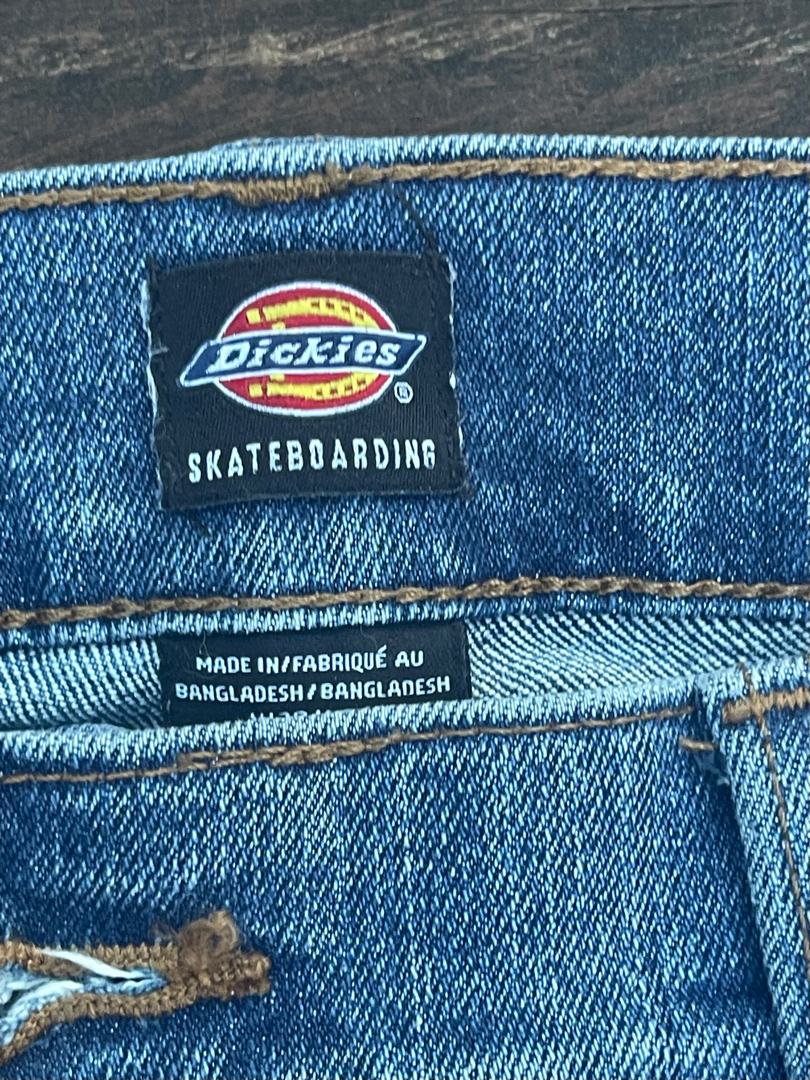 Dickies
®
SKATEBOARDING
MADE IN/FABRIQUÉ AU
BANGLADESH/BANGLADESH